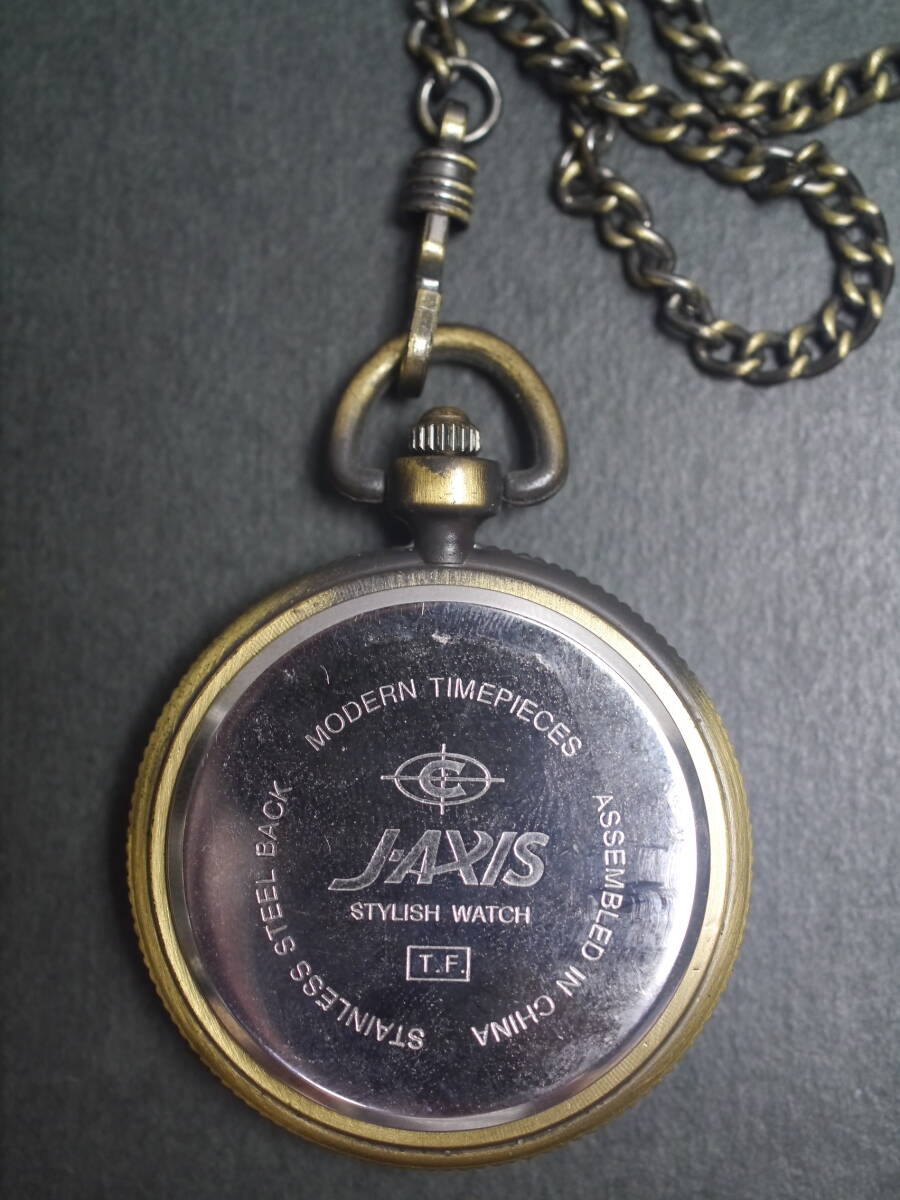 MODERN TIMEPIECES
C
J-AXIS
STYLISH WATCH
T.F.
ASSEMBLED IN CHINA
STAINLESS STEEL BACK